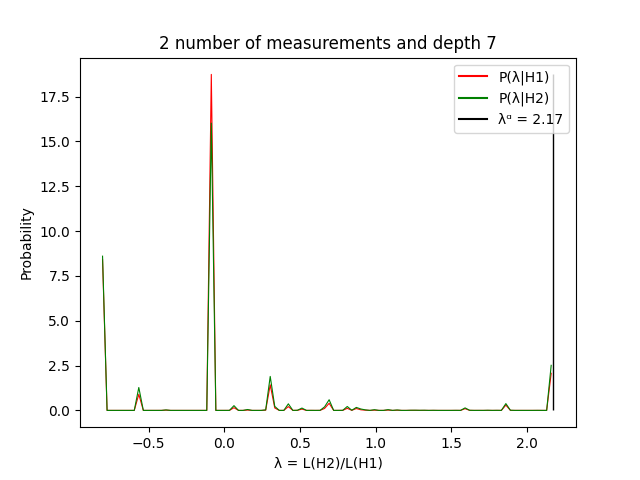 2 number of measurements and depth 7
P(λ|H1)
P(λ|H2)
λᵅ = 2.17
Probability
17.5
15.0
12.5
10.0
7.5
5.0
2.5
0.0
−0.5
0.0
0.5
1.0
1.5
2.0
λ = L(H2)/L(H1)